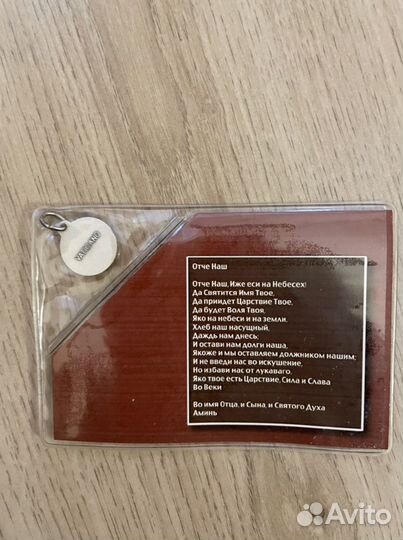 VATICANO
Отче Наш
Отче Наш, Иже еси на Небесех!
Да Святится Имя Твое,
Да приидет Царствие Твое,
Да будет Воля Твоя,
Яко на небеси и на земли.
Хлеб наш насущный,
Даждь нам днесь;
И остави нам долги наша,
Якоже и мы оставляем должником нашим;
И не введи нас во искушение,
Но избави нас от лукаваго.
Яко твое есть Царствие, Сила и Слава
Во Веки
Во имя Отца, и Сына, и Святого Духа
Аминь
Avito